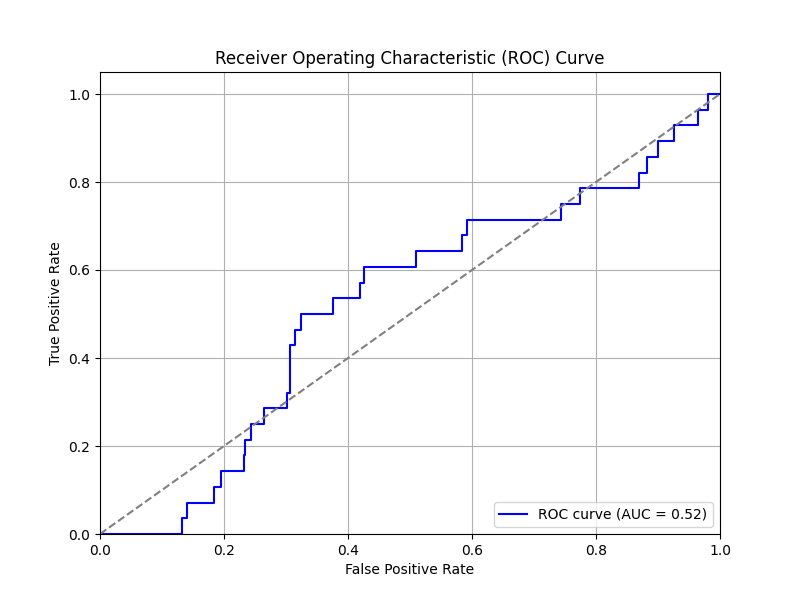 Receiver Operating Characteristic (ROC) Curve
1.0
0.8
0.6
0.4
0.2
0.0
True Positive Rate
ROC curve (AUC = 0.52)
0.0 0.2 0.4 0.6 0.8 1.0
False Positive Rate